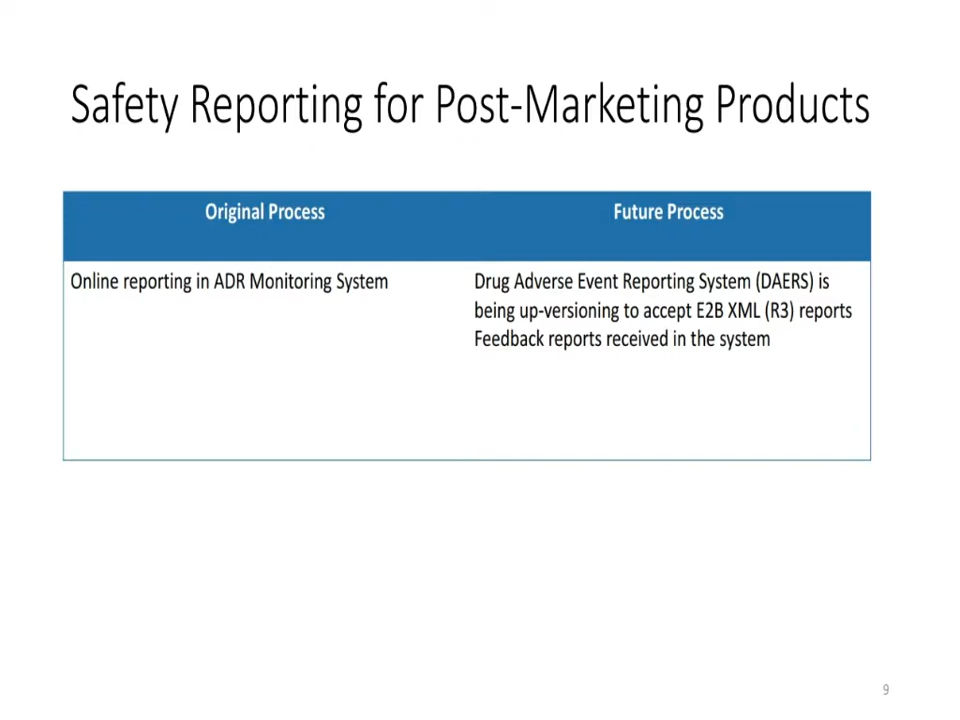 Safety Reporting for Post-Marketing Products
Original Process
Future Process
Online reporting in ADR Monitoring System
Drug Adverse Event Reporting System (DAERS) is
being up-versioning to accept E2B XML (R3) reports
Feedback reports received in the system
9